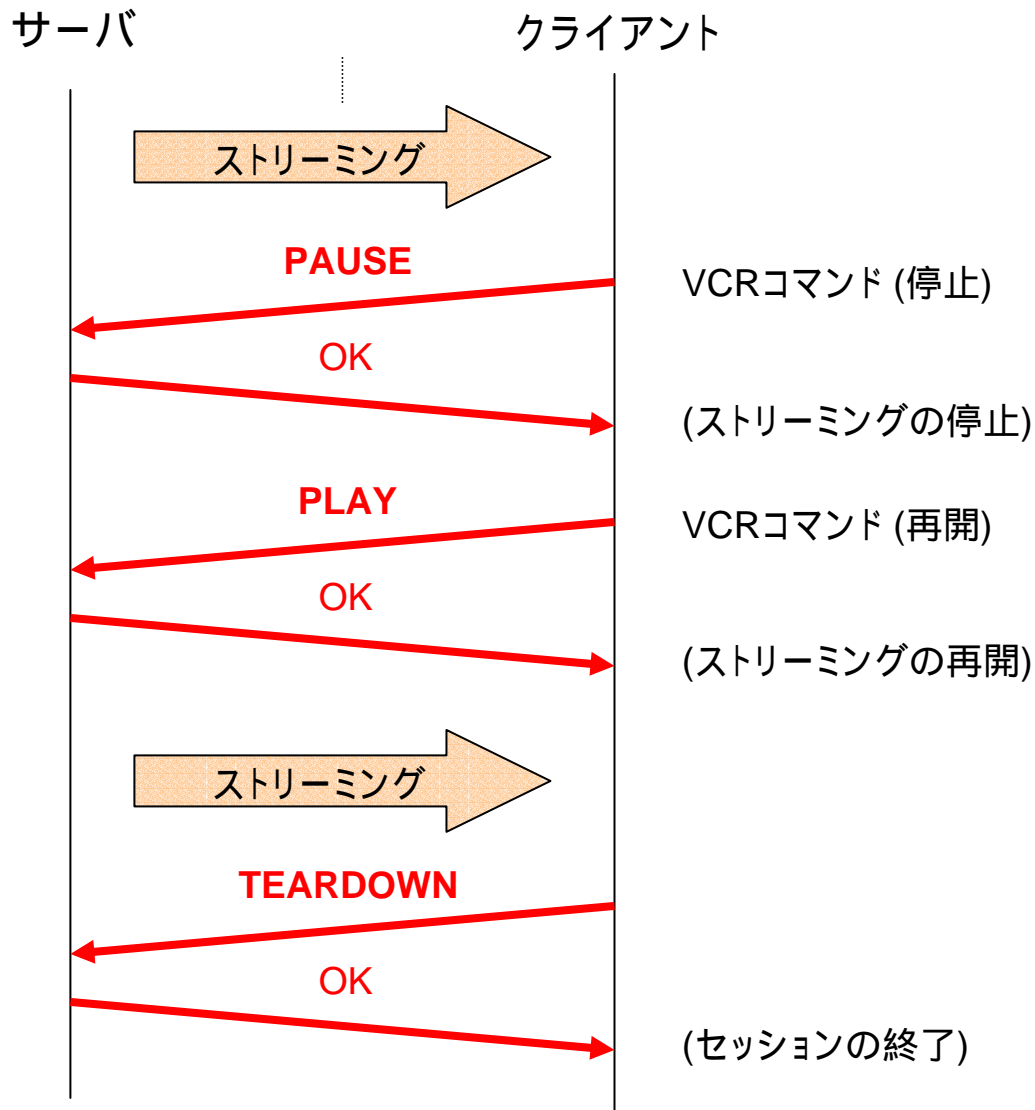 サーバ
クライアント
ストリーミング
PAUSE
VCRコマンド (停止)
OK
(ストリーミングの停止)
PLAY
VCRコマンド (再開)
OK
(ストリーミングの再開)
ストリーミング
TEARDOWN
OK
(セッションの終了)